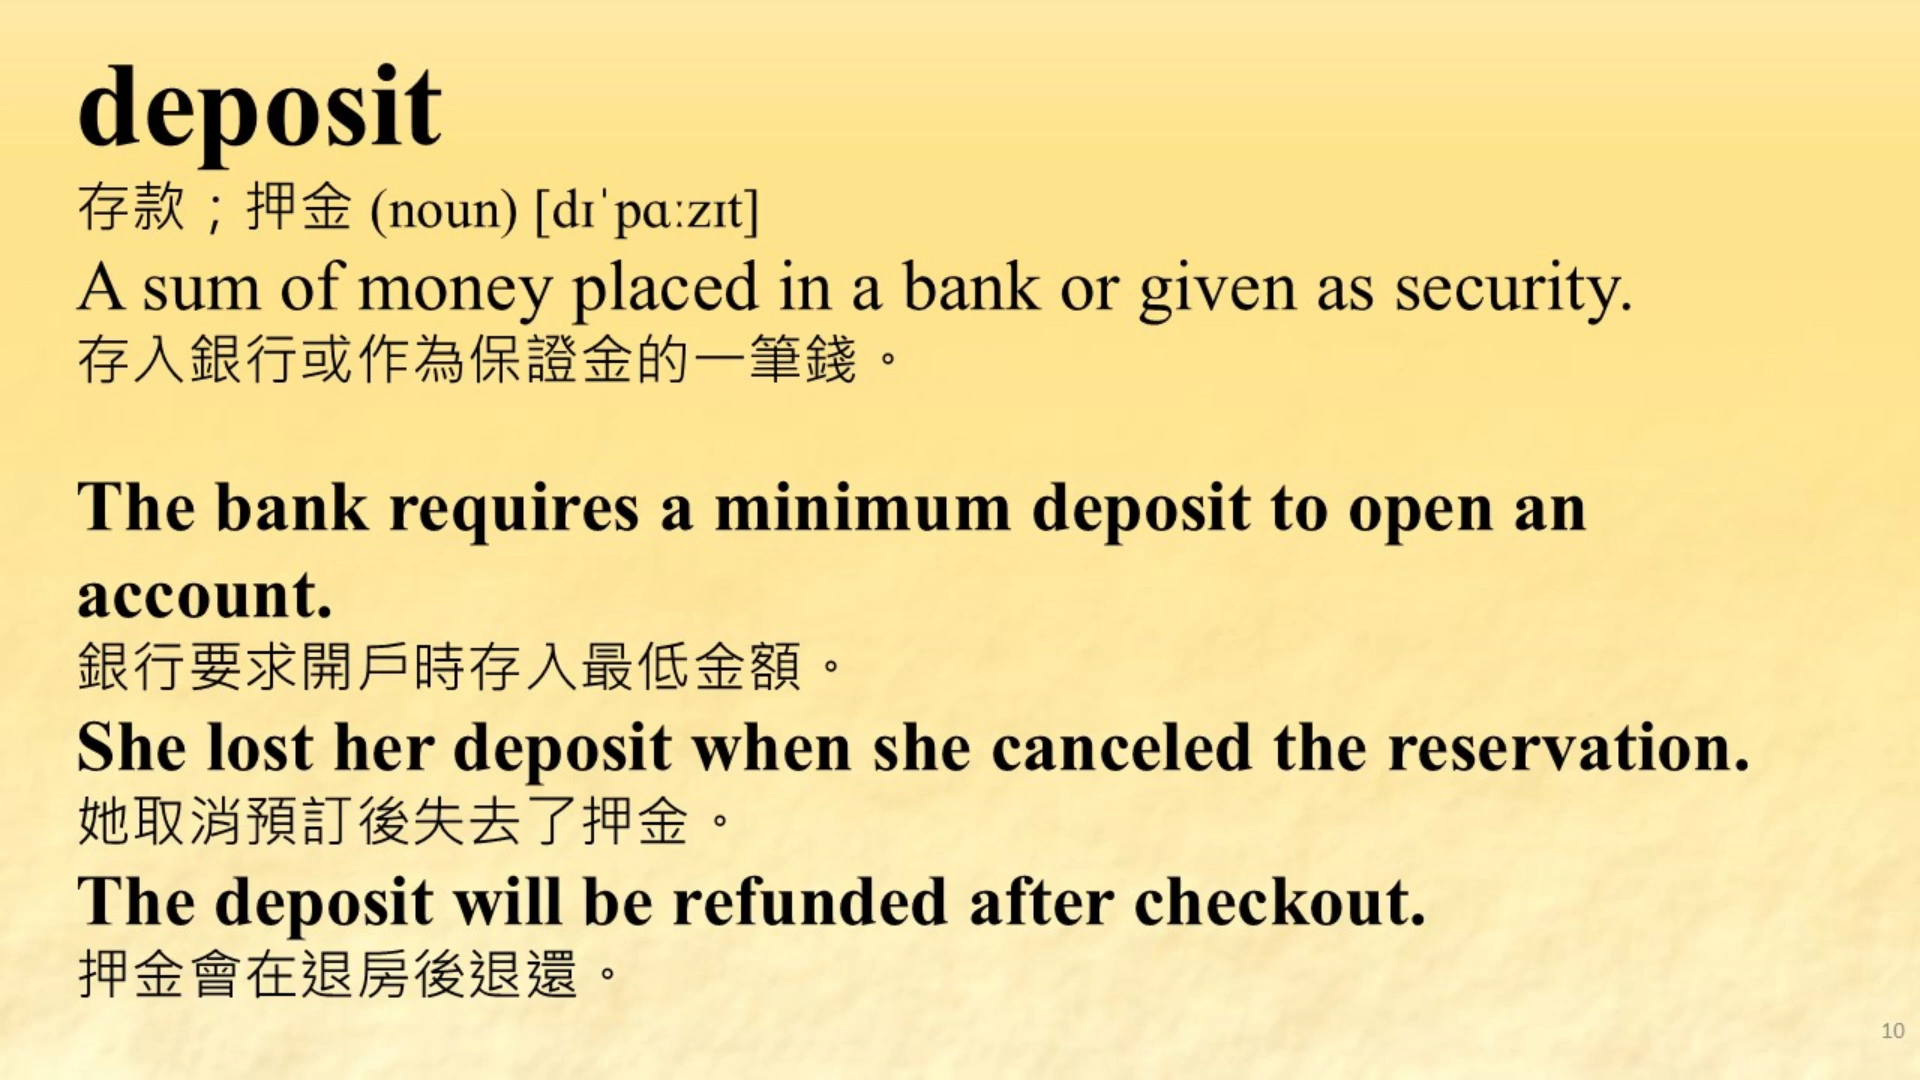 deposit
存款；押金 (noun) [dɪˈpɑːzɪt]
A sum of money placed in a bank or given as security.
存入銀行或作為保證金的一筆錢。
The bank requires a minimum deposit to open an
account.
銀行要求開戶時存入最低金額。
She lost her deposit when she canceled the reservation.
她取消預訂後失去了押金。
The deposit will be refunded after checkout.
押金會在退房後退還。
10